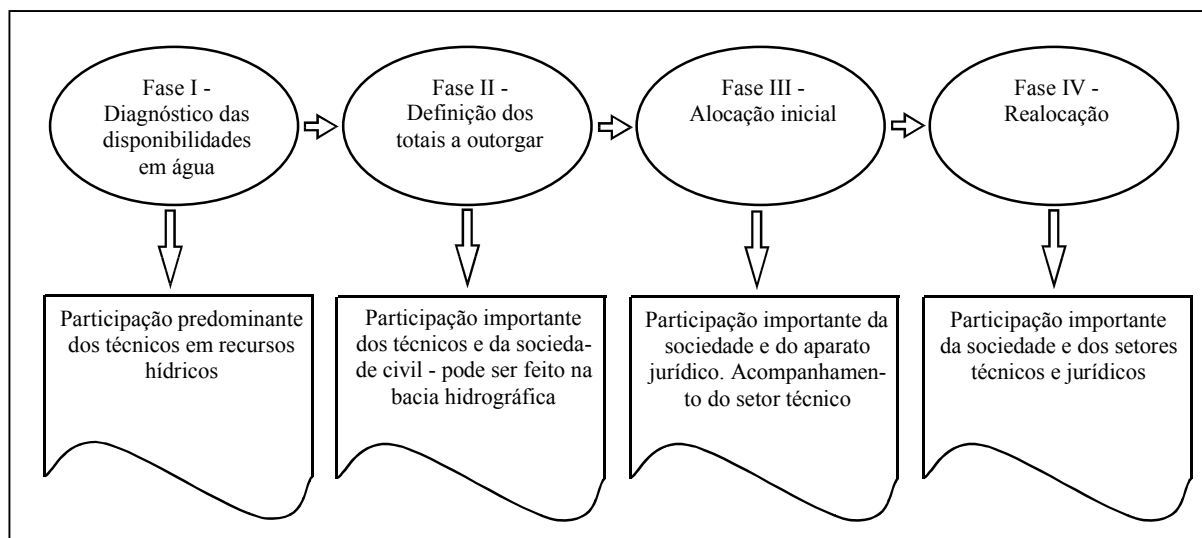 Fase I -
Diagnóstico das
disponibilidades
em água
Fase II -
Definição dos
totais a outorgar
Fase III -
Alocação inicial
Fase IV -
Realocação
Participação predominante
dos técnicos em recursos
hídricos
Participação importante
dos técnicos e da socieda-
de civil - pode ser feito na
bacia hidrográfica
Participação importante da
sociedade e do aparato
jurídico. Acompanhamen-
to do setor técnico
Participação importante
da sociedade e dos setores
técnicos e jurídicos